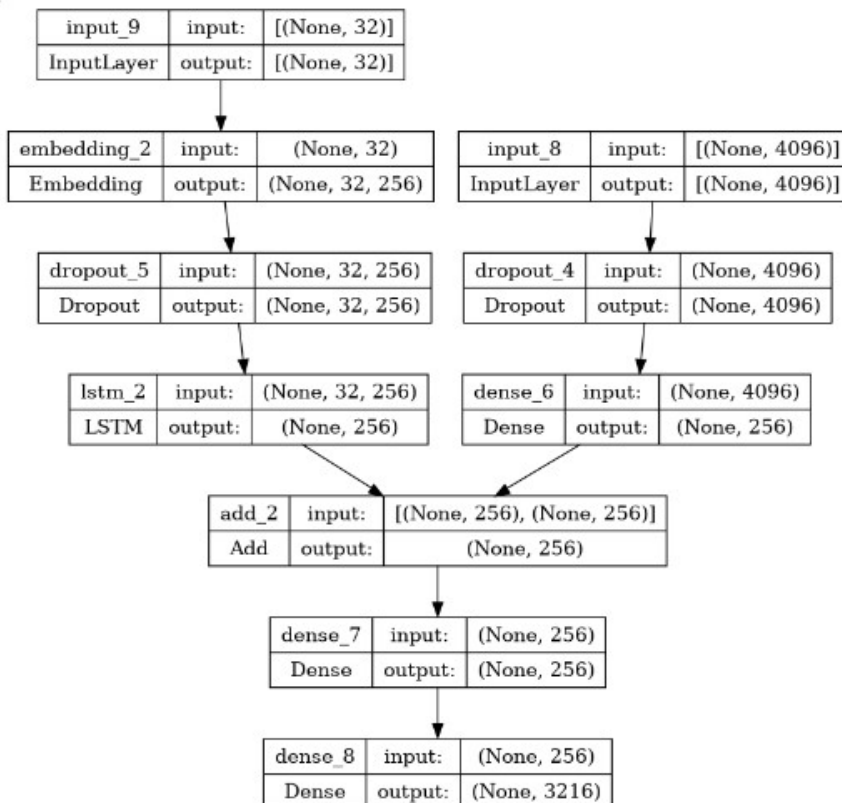 input_9 input: [(None, 32)]
InputLayer output: [(None, 32)]
embedding_2 input: (None, 32)
Embedding output: (None, 32, 256)
input_8 input: [(None, 4096)]
InputLayer output: [(None, 4096)]
dropout_5 input: (None, 32, 256)
Dropout output: (None, 32, 256)
dropout_4 input: (None, 4096)
Dropout output: (None, 4096)
lstm_2 input: (None, 32, 256)
LSTM output: (None, 256)
dense_6 input: (None, 4096)
Dense output: (None, 256)
add_2 input: [(None, 256), (None, 256)]
Add output: (None, 256)
dense_7 input: (None, 256)
Dense output: (None, 256)
dense_8 input: (None, 256)
Dense output: (None, 3216)